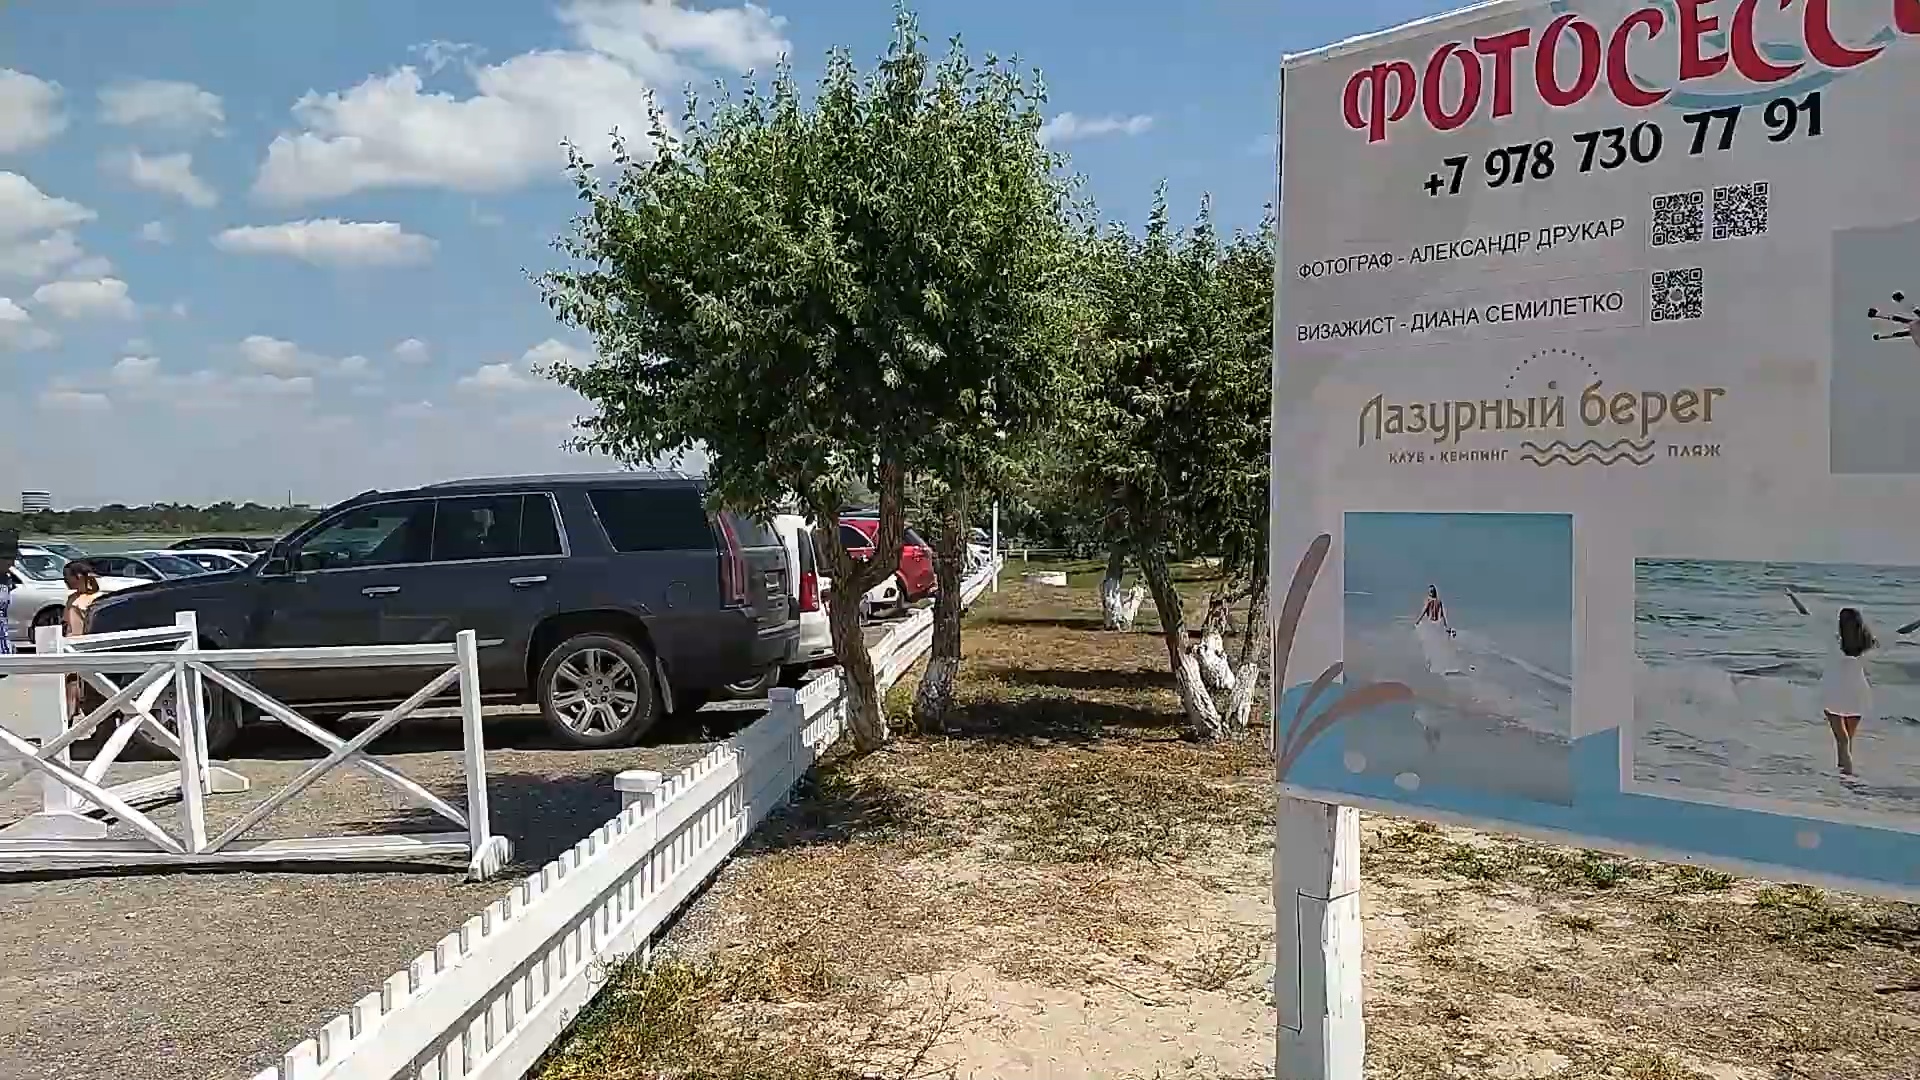 ФОТОСЕСС
+7 978 730 77 91
ФОТОГРАФ - АЛЕКСАНДР ДРУКАР
ВИЗАЖИСТ - ДИАНА СЕМИЛЕТКО
Лазурный берег
КЛУБ • КЕМПИНГ ПЛЯЖ